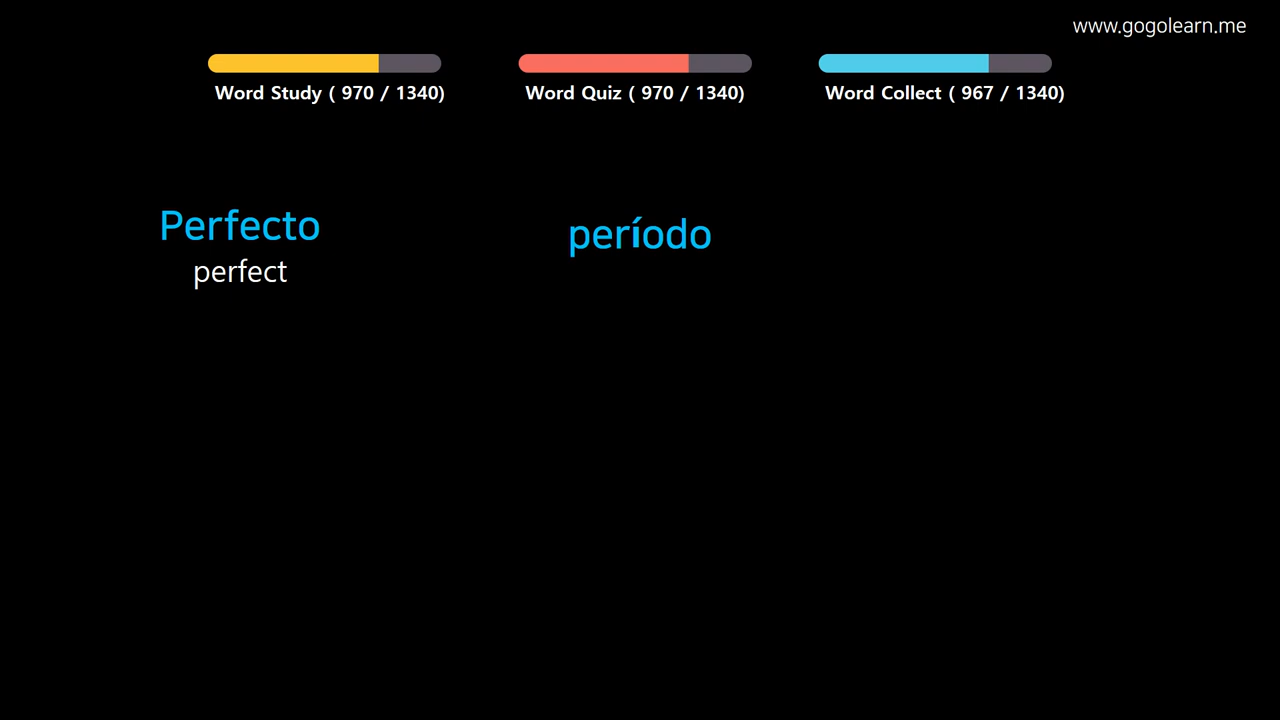 www.gogolearn.me
Word Study ( 970 / 1340)
Word Quiz ( 970 / 1340)
Word Collect ( 967 / 1340)
Perfecto
perfect
período